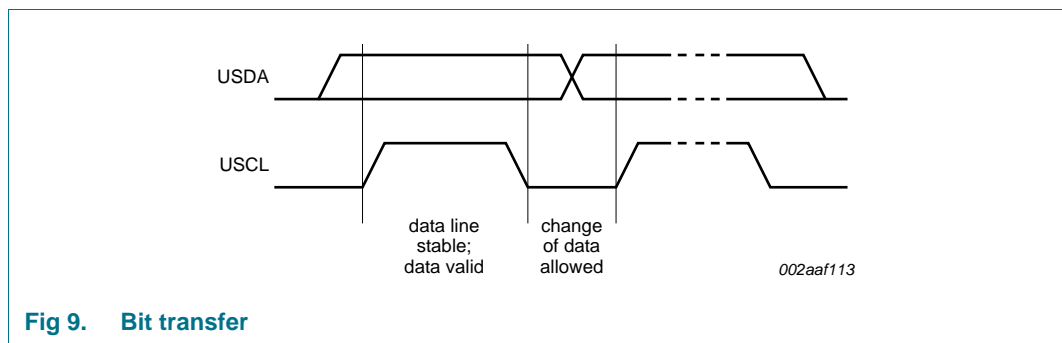 USDA
USCL
data line
stable;
data valid
change
of data
allowed
002aaf113
Fig 9. Bit transfer